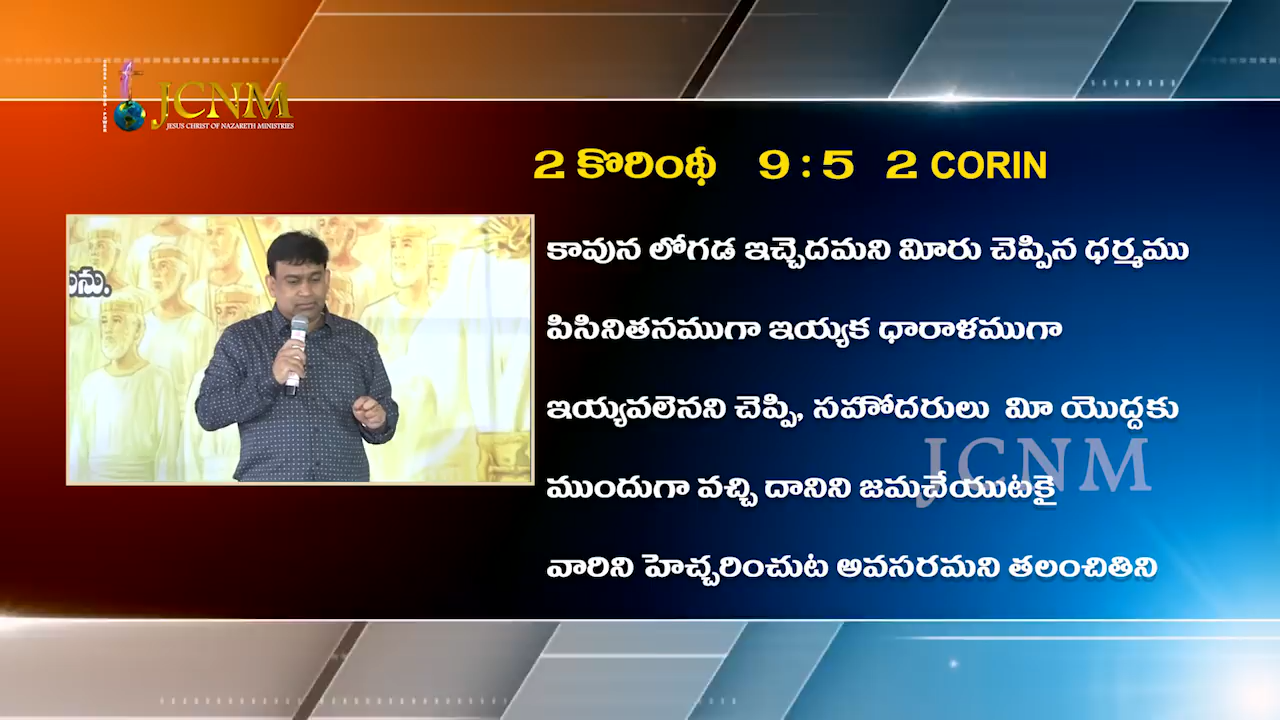 JCNM
JESUS CHRIST OF NAZARETH MINISTRIES
2 కొరింథీ 9 : 5 2 CORIN
కావున లోగడ ఇచ్చెదమని మీరు చెప్పిన ధర్మము
పిసినితనముగా ఇయ్యక ధారాళముగా
ఇయ్యవలెనని చెప్పి, సహోదరులు మీ యొద్దకు
ముందుగా వచ్చి దానిని జమచేయుటకై
వారిని హెచ్చరించుట అవసరమని తలంచితిని
JCNM